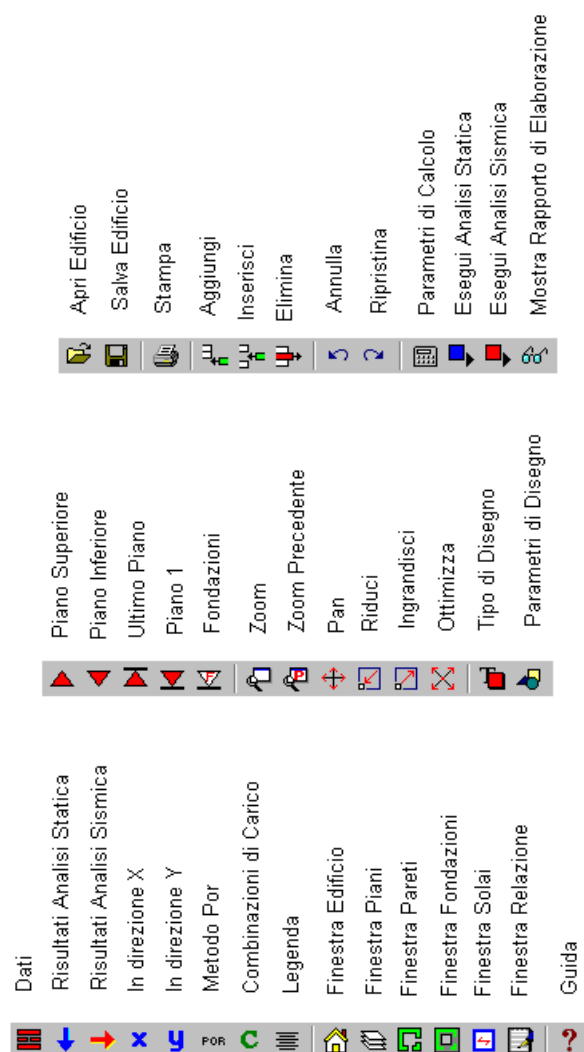 Dati
Risultati Analisi Statica
Risultati Analisi Sismica
In direzione X
In direzione Y
Metodo Por
Combinazioni di Carico
Legenda
Finestra Edificio
Finestra Piani
Finestra Pareti
Finestra Fondazioni
Finestra Solai
Finestra Relazione
Guida
x
y
POR
C
?
Piano Superiore
Piano Inferiore
Ultimo Piano
Piano 1
Fondazioni
Zoom
Zoom Precedente
Pan
Riduci
Ingrandisci
Ottimizza
Tipo di Disegno
Parametri di Disegno
F
P
T
Apri Edificio
Salva Edificio
Stampa
Aggiungi
Inserisci
Elimina
Annulla
Ripristina
Parametri di Calcolo
Esegui Analisi Statica
Esegui Analisi Sismica
Mostra Rapporto di Elaborazione